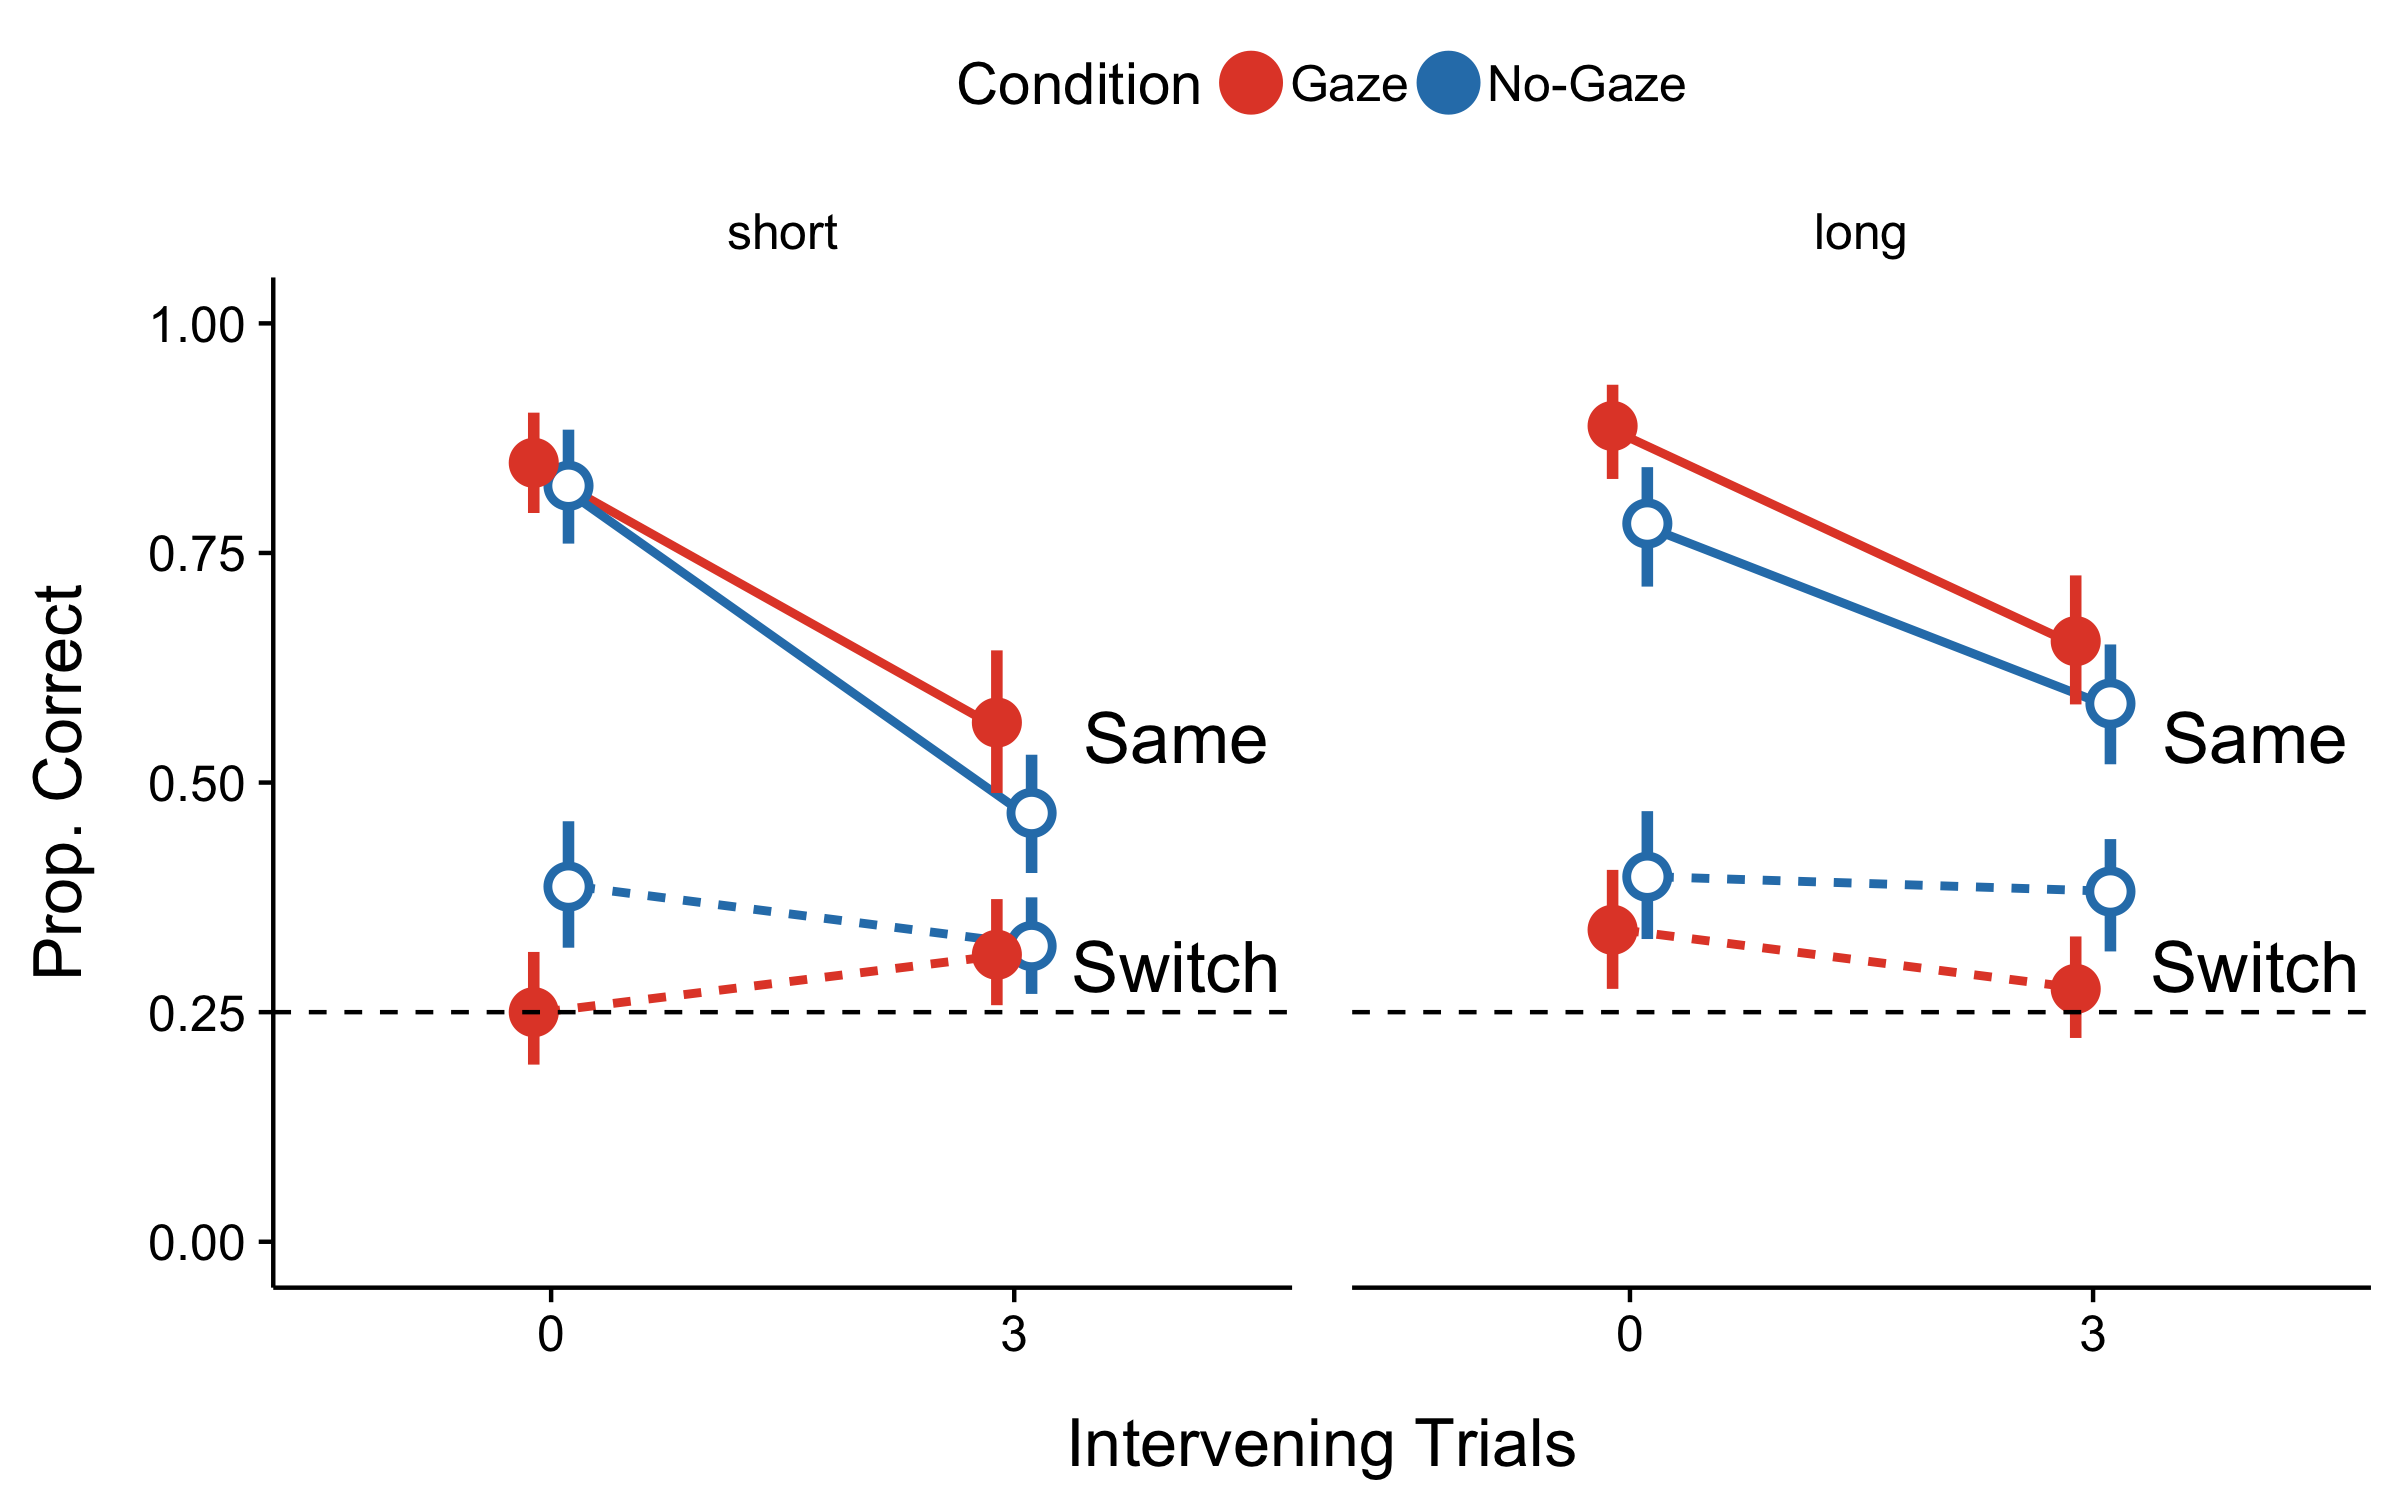 Condition Gaze No-Gaze
short long
1.00
0.75
0.50
0.25
0.00
Prop. Correct
Same Same
Switch Switch
0 3 0 3
Intervening Trials